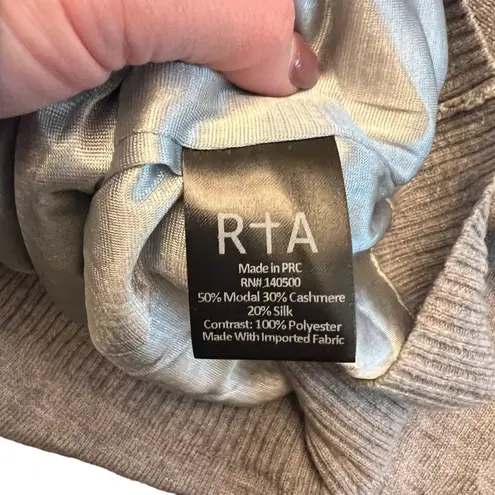 R†A
Made in PRC
RN# 140500
50% Modal 30% Cashmere
20% Silk
Contrast: 100% Polyester
Made With Imported Fabric